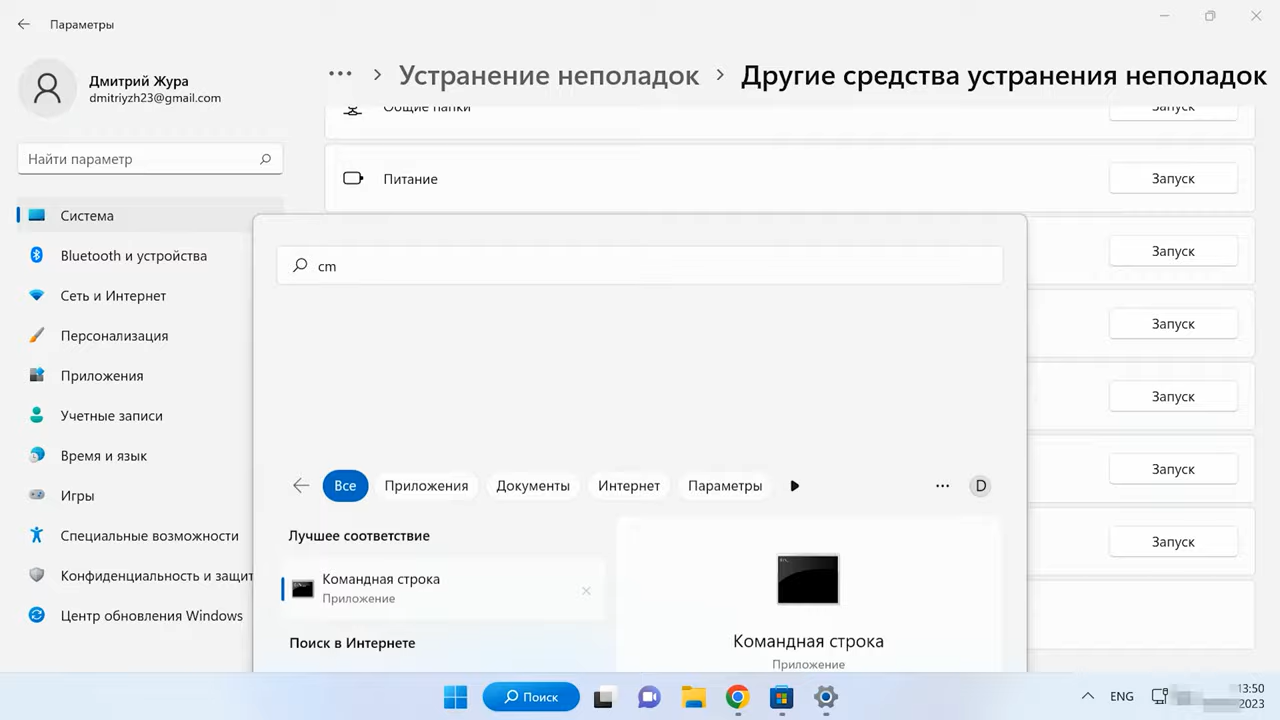 Параметры
Дмитрий Жура
dmitriyzh23@gmail.com
Найти параметр
Система
Bluetooth и устройства
Сеть и Интернет
Персонализация
Приложения
Учетные записи
Время и язык
Игры
Специальные возможности
Конфиденциальность и защит
Центр обновления Windows
... > Устранение неполадок > Другие средства устранения неполадок
Общие папки
Запуск
Питание
Запуск
Запуск
Запуск
Запуск
Запуск
Запуск
cm
Все
Приложения
Документы
Интернет
Параметры
...
D
Лучшее соответствие
Командная строка
Приложение
Поиск в Интернете
Командная строка
Приложение
Поиск
ENG
13:50
2023